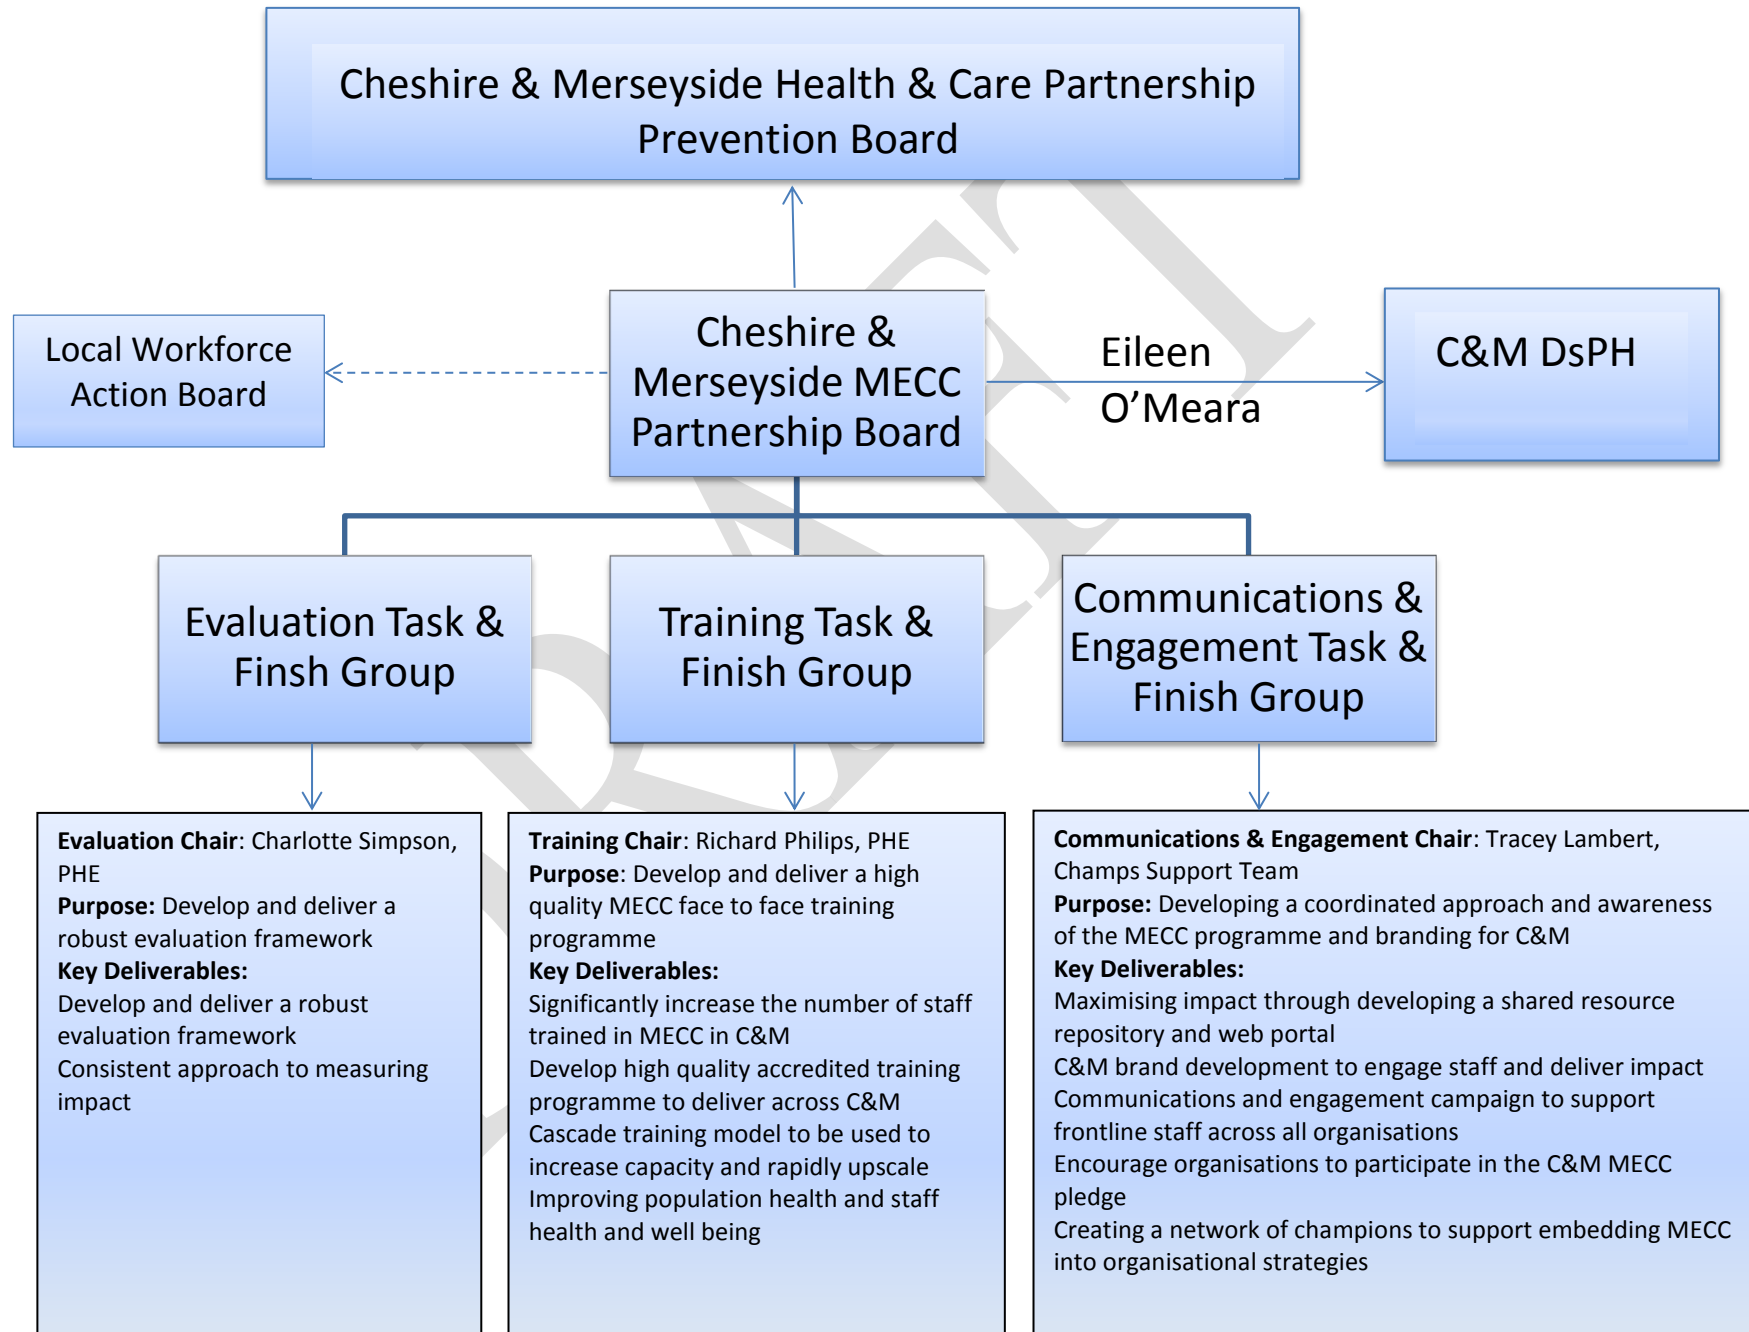 Cheshire & Merseyside Health & Care Partnership
Prevention Board
Local Workforce
Action Board
Cheshire &
Merseyside MECC
Partnership Board
Eileen
O’Meara
C&M DsPH
Evaluation Task &
Finsh Group
Training Task &
Finish Group
Communications &
Engagement Task &
Finish Group
Evaluation Chair: Charlotte Simpson,
PHE
Purpose: Develop and deliver a
robust evaluation framework
Key Deliverables:
Develop and deliver a robust
evaluation framework
Consistent approach to measuring
impact
Training Chair: Richard Philips, PHE
Purpose: Develop and deliver a high
quality MECC face to face training
programme
Key Deliverables:
Significantly increase the number of staff
trained in MECC in C&M
Develop high quality accredited training
programme to deliver across C&M
Cascade training model to be used to
increase capacity and rapidly upscale
Improving population health and staff
health and well being
Communications & Engagement Chair: Tracey Lambert,
Champs Support Team
Purpose: Developing a coordinated approach and awareness
of the MECC programme and branding for C&M
Key Deliverables:
Maximising impact through developing a shared resource
repository and web portal
C&M brand development to engage staff and deliver impact
Communications and engagement campaign to support
frontline staff across all organisations
Encourage organisations to participate in the C&M MECC
pledge
Creating a network of champions to support embedding MECC
into organisational strategies
DRAFT